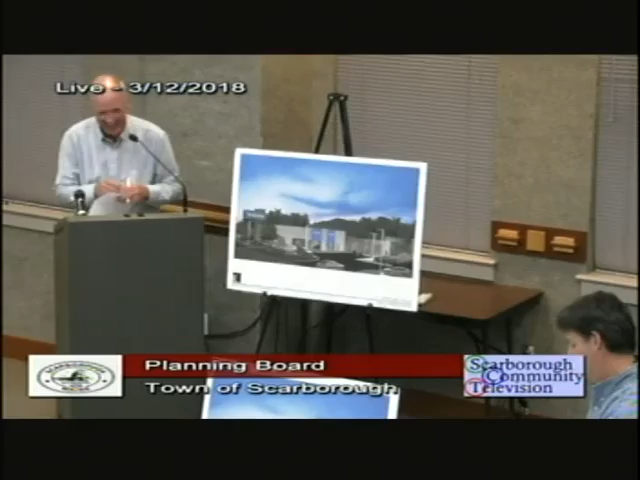 Live - 3/12/2018
Planning Board
Town of Scarborough
Scarborough
Community
Television